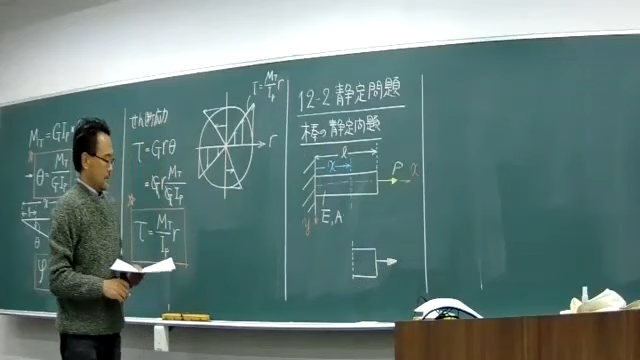 M_T=GI_P
θ=M_T/GI_P
θ
φ
せん断応力
τ=Grθ
=Gr M_T/GI_P
τ=M_T/I_P r
τ=M_T/I_P r
r
12-2 静定問題
棒の静定問題
l
x
P
x
y
E,A